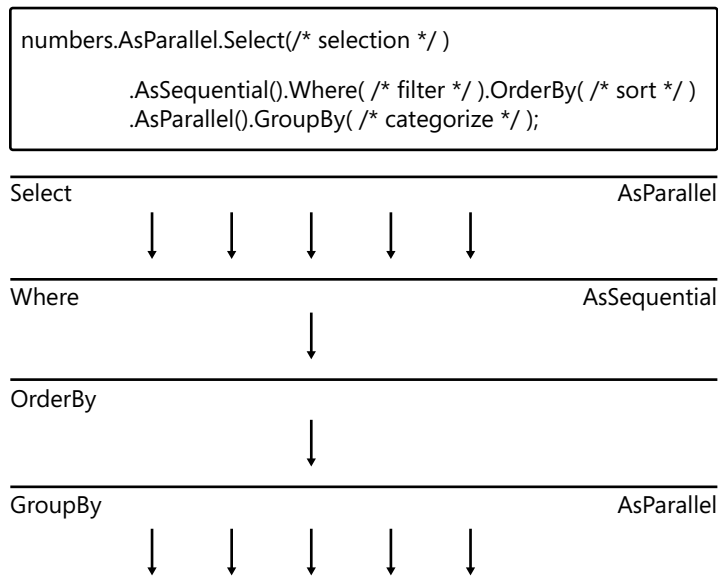 numbers.AsParallel.Select(/* selection */ )
.AsSequential().Where( /* filter */ ).OrderBy( /* sort */ )
.AsParallel().GroupBy( /* categorize */ );
Select AsParallel
Where AsSequential
OrderBy
GroupBy AsParallel